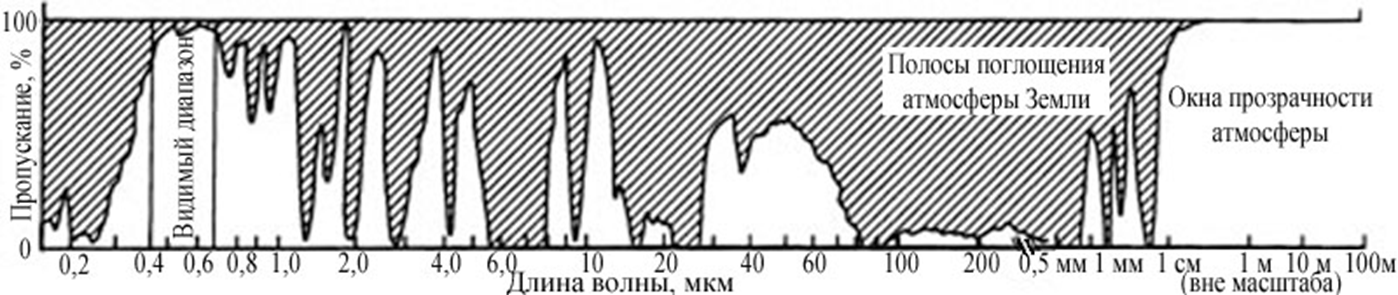 100
Пропускание, %
0
Видимый диапазон
Полосы поглощения
атмосферы Земли
Окна прозрачности
атмосферы
0,2 0,4 0,6 0,8 1,0 2,0 4,0 6,0 10 20 40 60 100 200 0,5 мм 1 мм 1 см 1 м 10 м 100м
Длина волны, мкм
(вне масштаба)